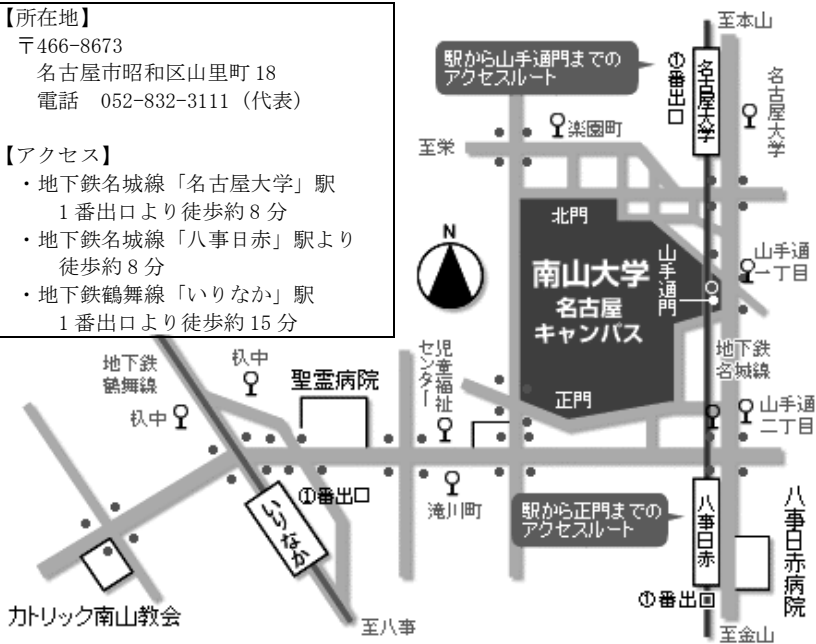 【所在地】
〒466-8673
名古屋市昭和区山里町 18
電話　052-832-3111（代表）
【アクセス】
・地下鉄名城線「名古屋大学」駅
1 番出口より徒歩約 8 分
・地下鉄名城線「八事日赤」駅より
徒歩約 8 分
・地下鉄鶴舞線「いりなか」駅
1 番出口より徒歩約 15 分
至本山
駅から山手通門までの
アクセスルート
①番出口
名古屋大学
名古屋大学
楽園町
至栄
北門
N
南山大学
名古屋
キャンパス
山手通門
山手通
一丁目
地下鉄
名城線
地下鉄
鶴舞線
杁中
杁中
聖霊病院
児童福祉
センター
正門
山手通
二丁目
①番出口
いりなか
滝川町
駅から正門までの
アクセスルート
八事日赤
八事日赤病院
①番出口
カトリック南山教会
至八事
至金山